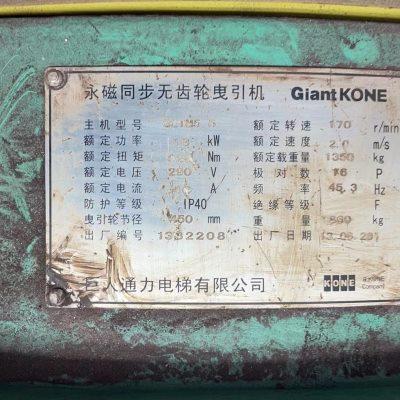 永磁同步无齿轮曳引机 GiantKONE
主机型号 额定转速 170 r/min
额定功率 kW 额定速度 2.0 m/s
额定扭矩 Nm 额定载重量 1350 kg
额定电压 V 极对数 16 P
额定电流 A 频率 45.3 Hz
防护等级 IP40 绝缘等级 F
曳引轮节径 450 mm 重量 kg
出厂编号 1332208 出厂日期
巨人通力电梯有限公司 KONE a KONE
Company